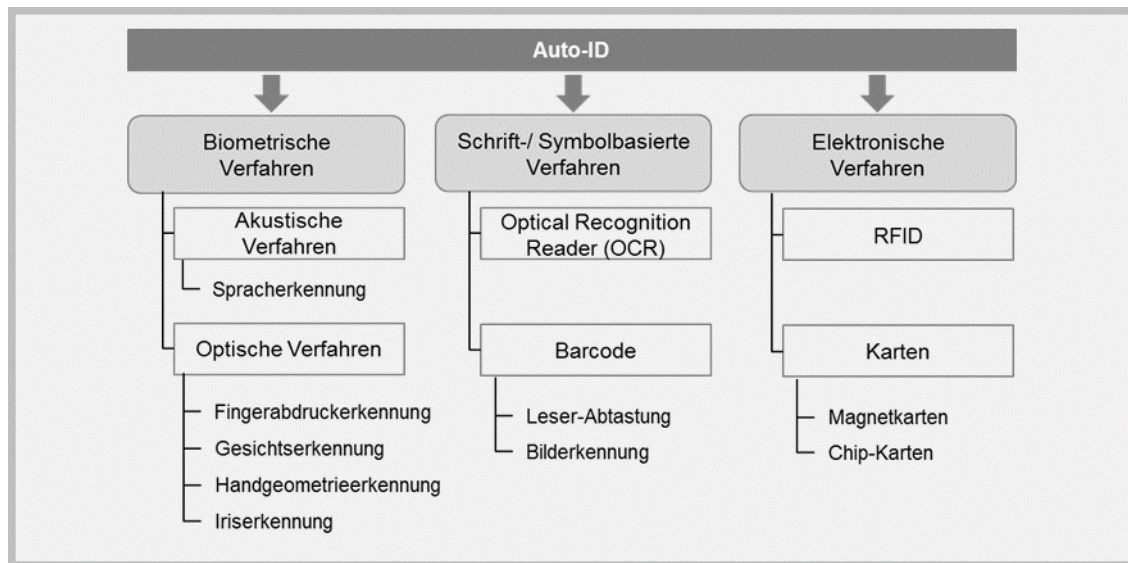 Auto-ID
Biometrische
Verfahren
Akustische
Verfahren
Spracherkennung
Optische Verfahren
Fingerabdruckerkennung
Gesichtserkennung
Handgeometrieerkennung
Iriserkennung
Schrift-/ Symbolbasierte
Verfahren
Optical Recognition
Reader (OCR)
Barcode
Leser-Abtastung
Bilderkennung
Elektronische
Verfahren
RFID
Karten
Magnetkarten
Chip-Karten